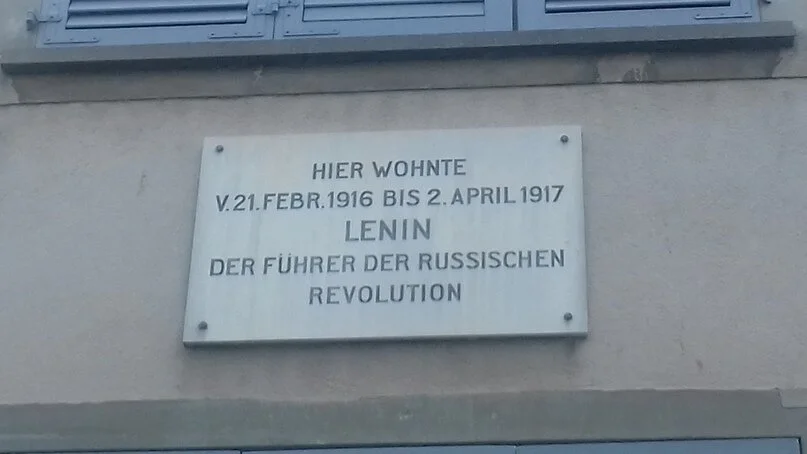 HIER WOHNTE
V. 21. FEBR. 1916 BIS 2. APRIL 1917
LENIN
DER FÜHRER DER RUSSISCHEN
REVOLUTION